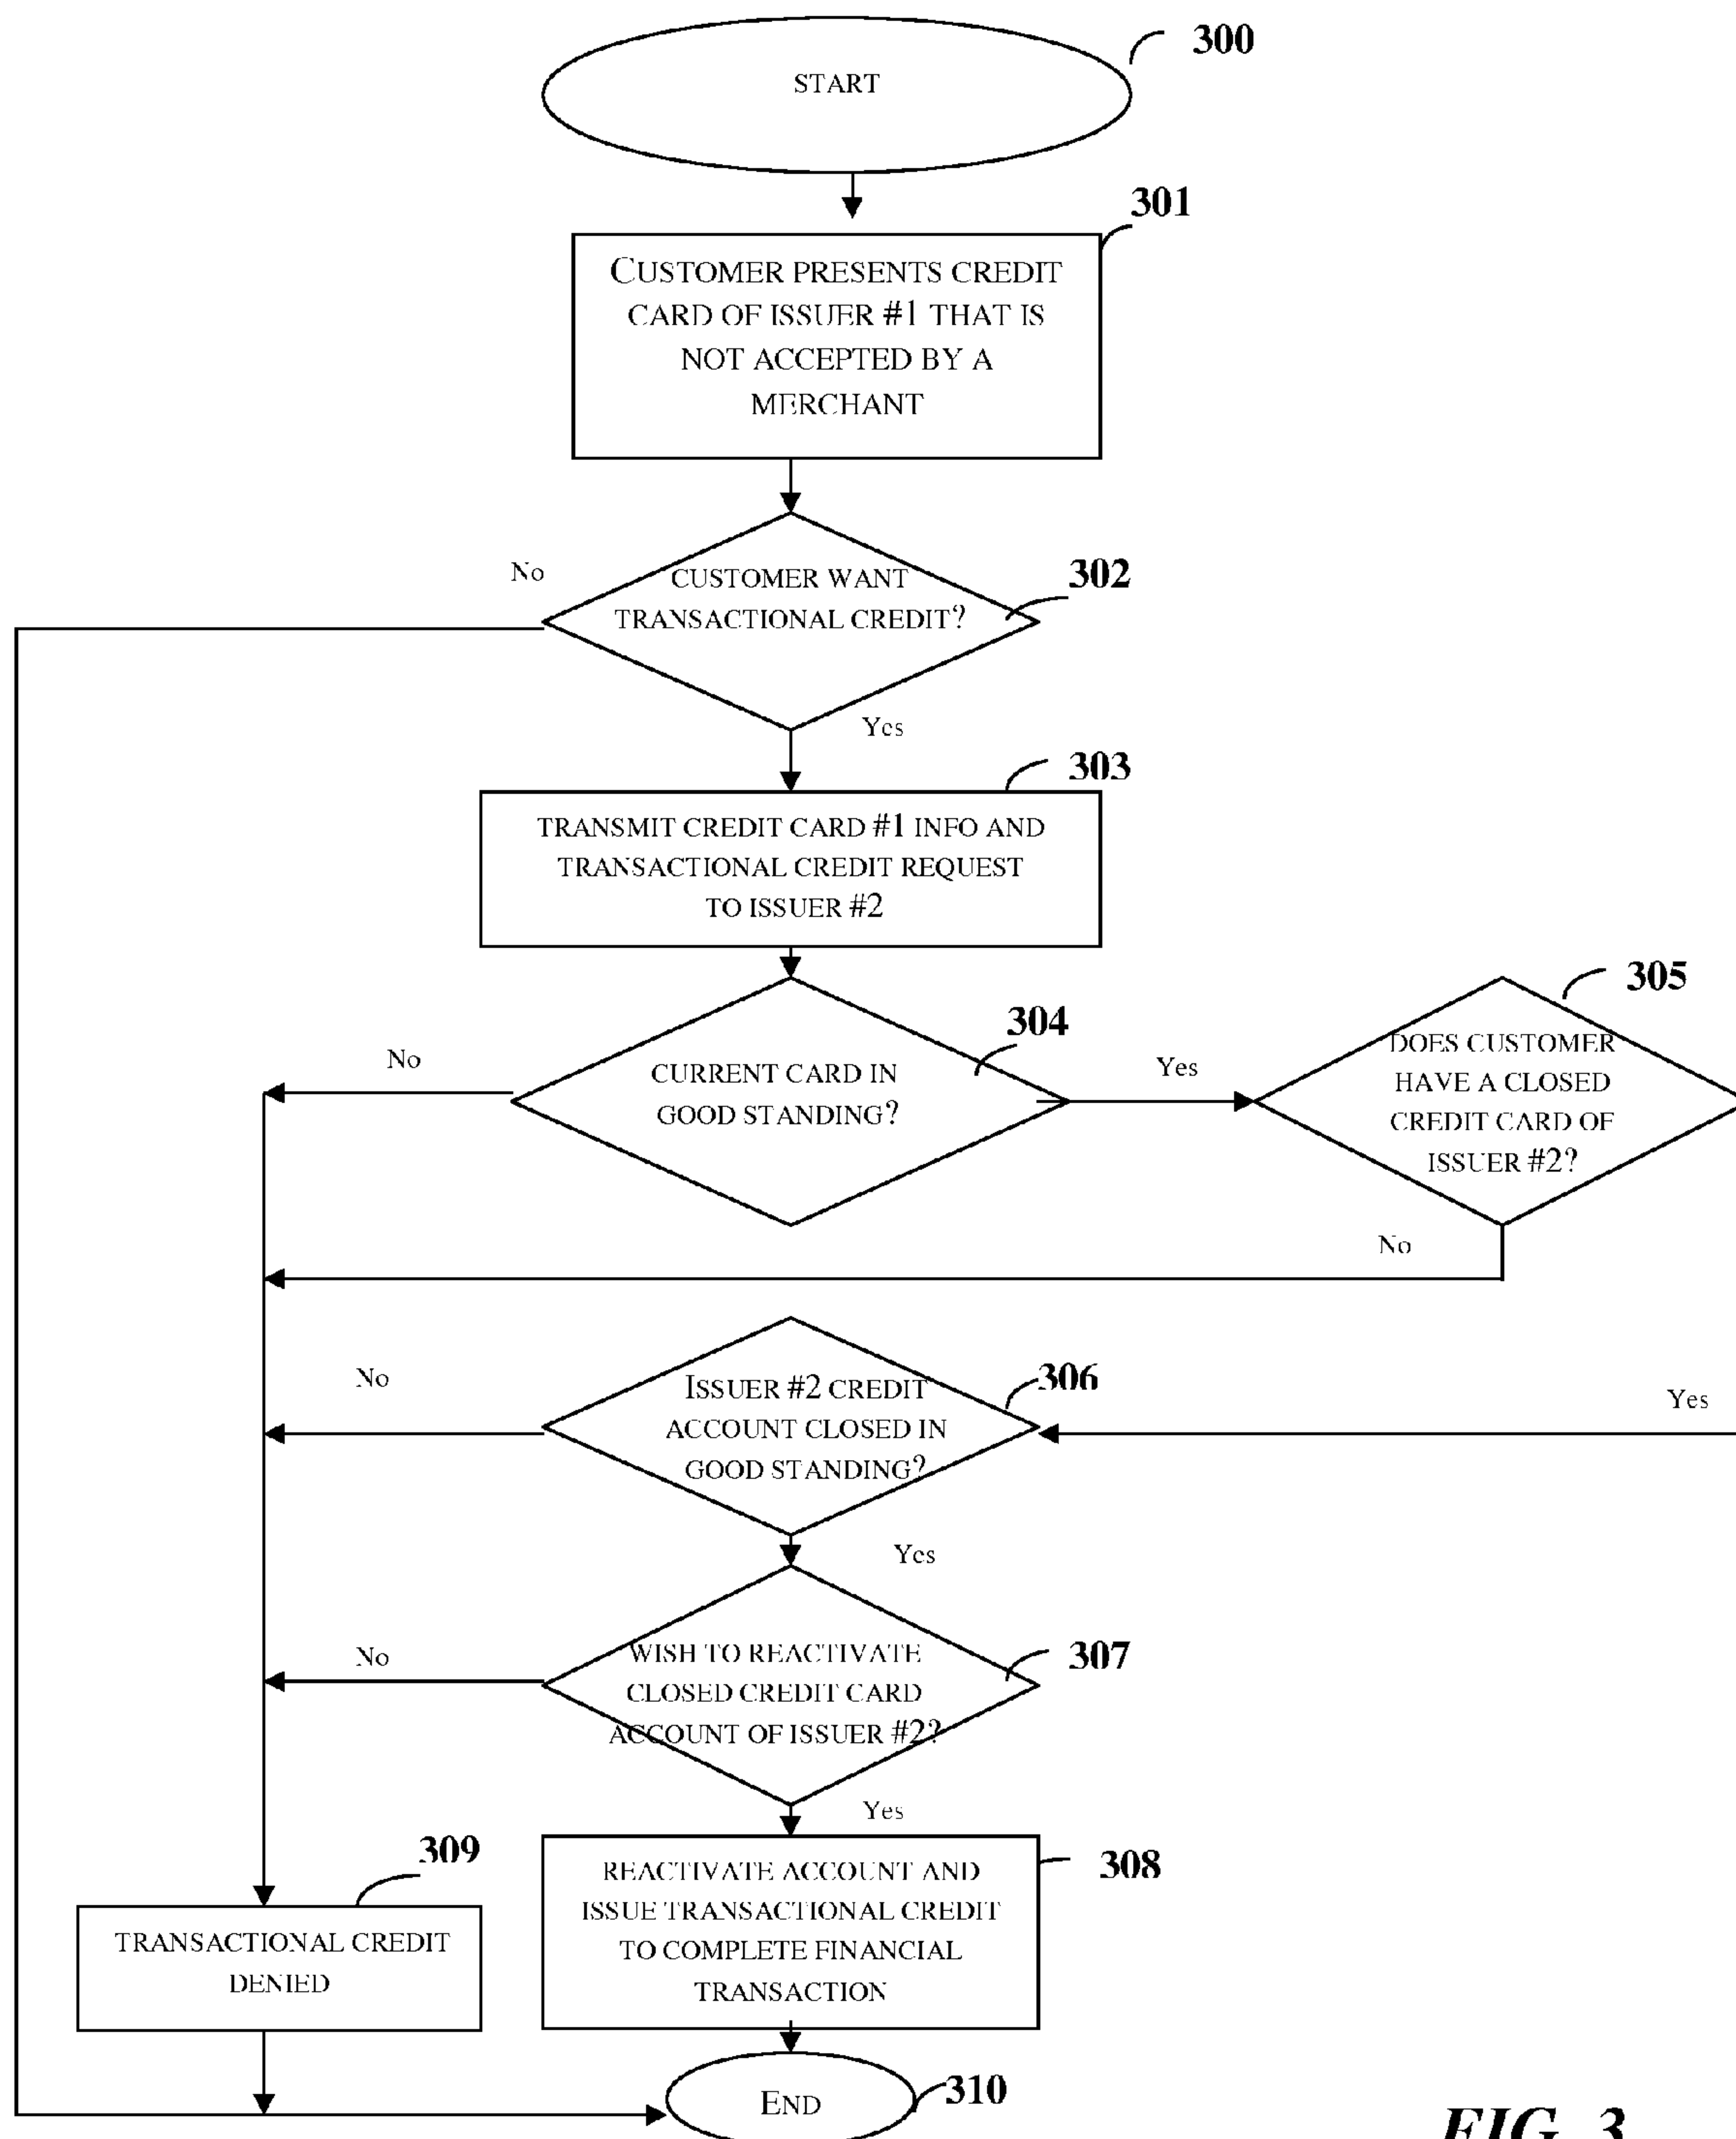 START
300
301
CUSTOMER PRESENTS CREDIT
CARD OF ISSUER #1 THAT IS
NOT ACCEPTED BY A
MERCHANT
No
CUSTOMER WANT
TRANSACTIONAL CREDIT?
302
Yes
303
TRANSMIT CREDIT CARD #1 INFO AND
TRANSACTIONAL CREDIT REQUEST
TO ISSUER #2
No
CURRENT CARD IN
GOOD STANDING?
304
Yes
305
DOES CUSTOMER
HAVE A CLOSED
CREDIT CARD OF
ISSUER #2?
No
No
ISSUER #2 CREDIT
ACCOUNT CLOSED IN
GOOD STANDING?
306
Yes
Yes
No
WISH TO REACTIVATE
CLOSED CREDIT CARD
ACCOUNT OF ISSUER #2?
307
Yes
309
TRANSACTIONAL CREDIT
DENIED
REACTIVATE ACCOUNT AND
ISSUE TRANSACTIONAL CREDIT
TO COMPLETE FINANCIAL
TRANSACTION
308
END
310
FIG. 3